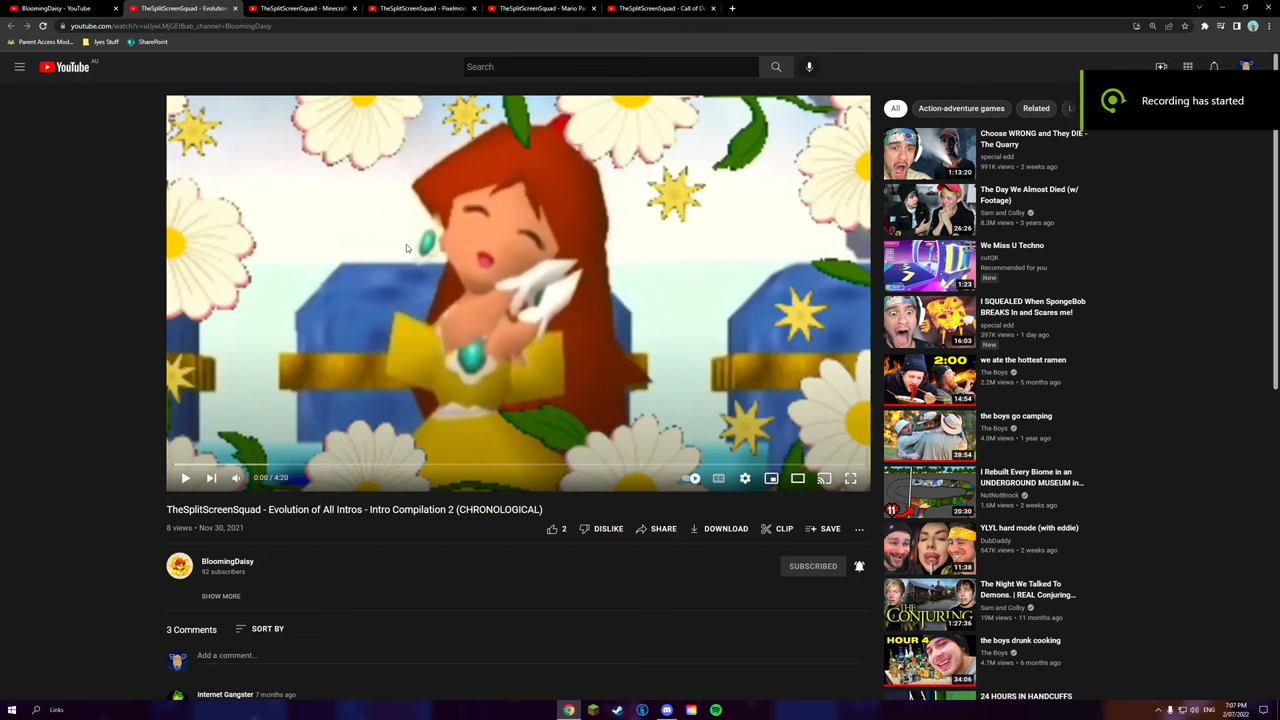 BloomingDaisy - YouTube
TheSplitScreenSquad - Evolution
TheSplitScreenSquad - Minecraft
TheSplitScreenSquad - Pixelmon
TheSplitScreenSquad - Mario Pa
TheSplitScreenSquad - Call of Du
Parent Access Mod...
Jyes Stuff
SharePoint
YouTube
AU
Search
Recording has started
All
Action-adventure games
Related
Choose WRONG and They DIE -
The Quarry
special edd
991K views • 2 weeks ago
1:13:20
The Day We Almost Died (w/
Footage)
Sam and Colby
8.3M views • 3 years ago
26:26
We Miss U Techno
cutQK
Recommended for you
New
1:23
I SQUEALED When SpongeBob
BREAKS In and Scares me!
special edd
397K views • 1 day ago
New
16:03
we ate the hottest ramen
The Boys
2.2M views • 5 months ago
2:00
14:54
the boys go camping
The Boys
4.8M views • 1 year ago
28:54
I Rebuilt Every Biome in an
UNDERGROUND MUSEUM in...
NotNotBrock
1.6M views • 2 weeks ago
11
20:30
YLYL hard mode (with eddie)
DubDaddy
547K views • 2 weeks ago
11:38
The Night We Talked To
Demons. | REAL Conjuring...
Sam and Colby
19M views • 11 months ago
THE CONJURING
1:27:36
the boys drunk cooking
The Boys
4.7M views • 6 months ago
HOUR 4
34:06
24 HOURS IN HANDCUFFS
0:00 / 4:20
TheSplitScreenSquad - Evolution of All Intros - Intro Compilation 2 (CHRONOLOGICAL)
8 views • Nov 30, 2021
2
DISLIKE
SHARE
DOWNLOAD
CLIP
SAVE
BloomingDaisy
92 subscribers
SUBSCRIBED
SHOW MORE
3 Comments
SORT BY
Add a comment...
Internet Gangster 7 months ago
Links
ENG
7:07 PM
2/07/2022